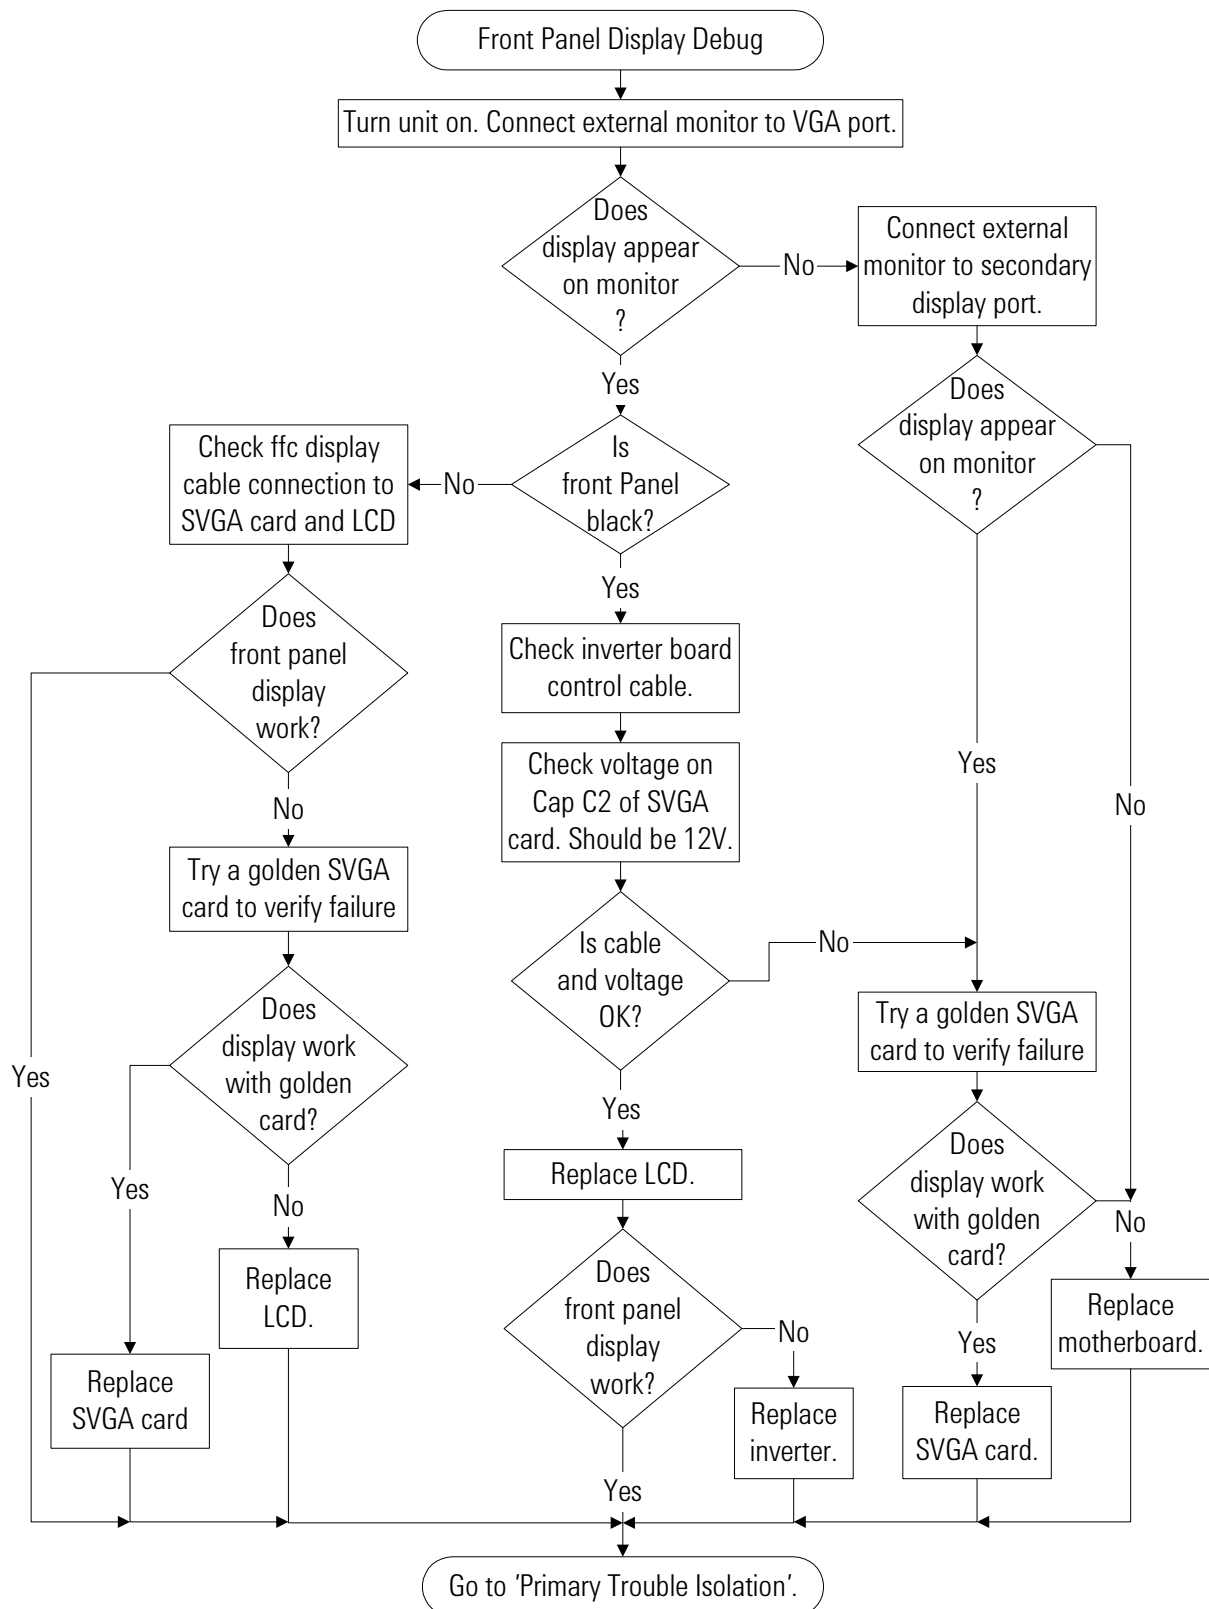 Front Panel Display Debug
Turn unit on. Connect external monitor to VGA port.
Does
display appear
on monitor
?
No
Connect external
monitor to secondary
display port.
Yes
Does
display appear
on monitor
?
Is
front Panel
black?
No
Check ffc display
cable connection to
SVGA card and LCD
Yes
Does
front panel
display
work?
Check inverter board
control cable.
Check voltage on
Cap C2 of SVGA
card. Should be 12V.
Yes
No
No
Try a golden SVGA
card to verify failure
Is cable
and voltage
OK?
No
Try a golden SVGA
card to verify failure
Does
display work
with golden
card?
Yes
Yes
Yes
No
Replace LCD.
Does
display work
with golden
card?
No
Replace
LCD.
Replace
SVGA card
Does
front panel
display
work?
No
Replace
inverter.
Yes
Yes
Replace
SVGA card.
Replace
motherboard.
Go to 'Primary Trouble Isolation'.